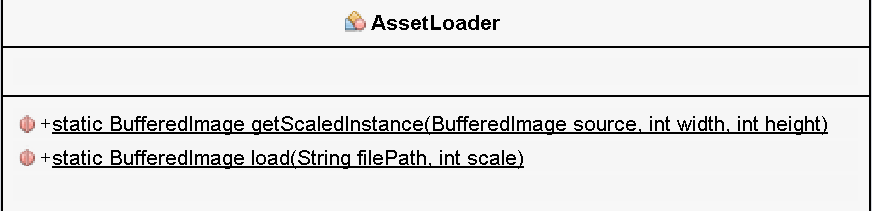 AssetLoader
+static BufferedImage getScaledInstance(BufferedImage source, int width, int height)
+static BufferedImage load(String filePath, int scale)